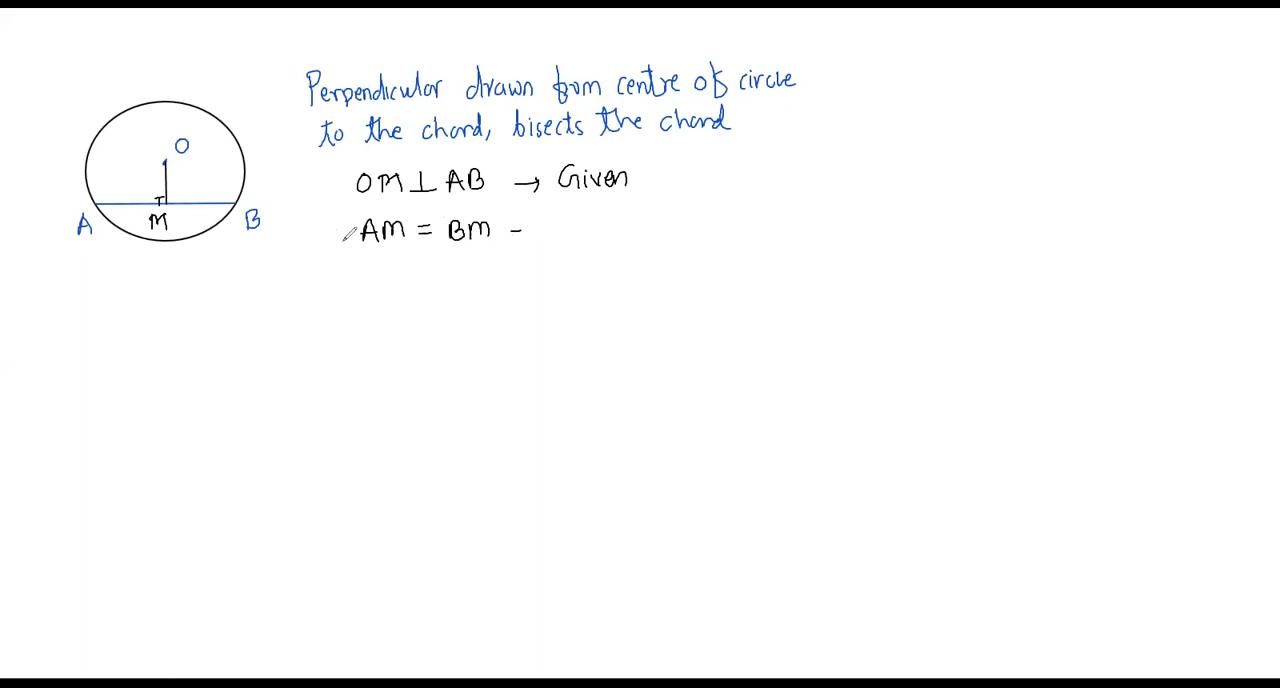 Perpendicular drawn from centre of circle
to the chord, bisects the chord
O
OM ⊥ AB → Given
A
M
B
AM = BM -